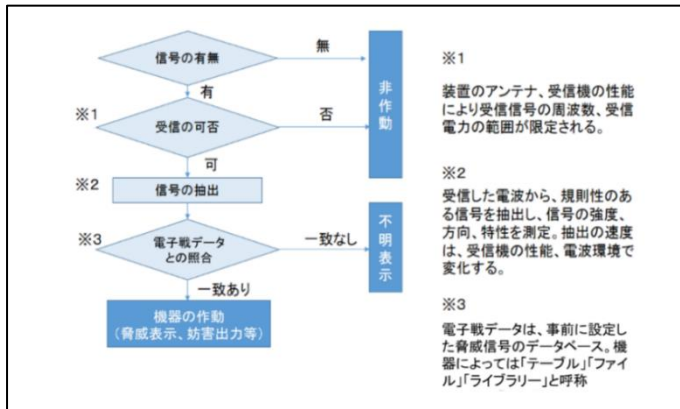 信号の有無
無
有
※1
受信の可否
否
非作動
可
※2
信号の抽出
※3
電子戦データ
との照合
一致なし
不明表示
一致あり
機器の作動
(脅威表示、妨害出力等)
※1
装置のアンテナ、受信機の性能
により受信信号の周波数、受信
電力の範囲が限定される。
※2
受信した電波から、規則性のあ
る信号を抽出し、信号の強度、
方向、特性を測定。抽出の速度
は、受信機の性能、電波環境で
変化する。
※3
電子戦データは、事前に設定し
た脅威信号のデータベース。機
器によっては「テーブル」「ファイ
ル」「ライブラリー」と呼称